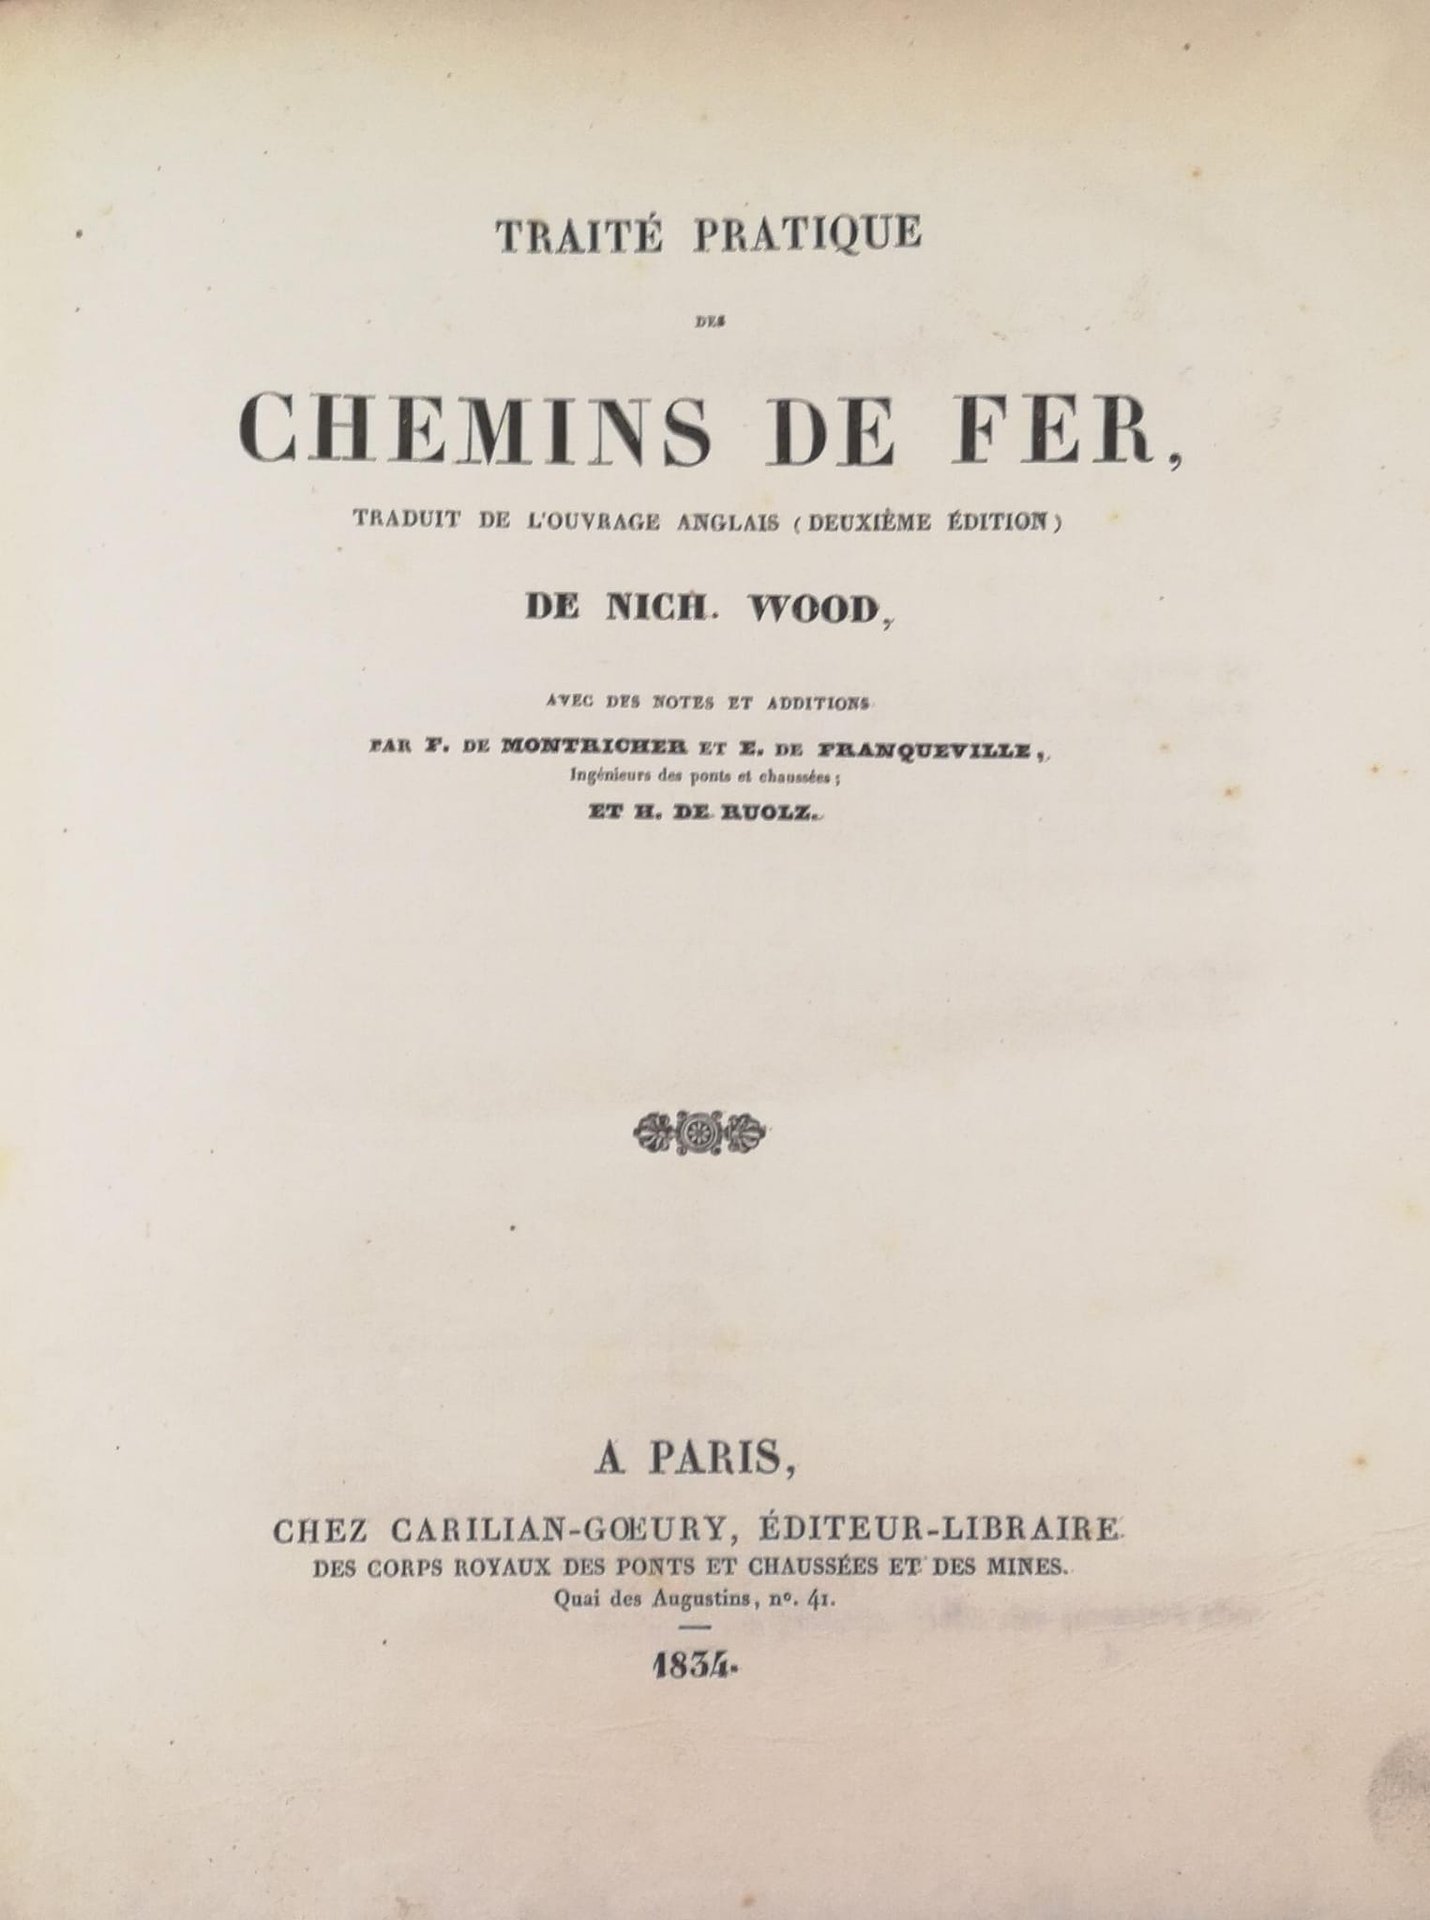 TRAITÉ PRATIQUE
DES
CHEMINS DE FER,
TRADUIT DE L'OUVRAGE ANGLAIS (DEUXIÈME ÉDITION)
DE NICH. WOOD,
AVEC DES NOTES ET ADDITIONS
PAR F. DE MONTRICHER ET E. DE FRANQUEVILLE,
Ingénieurs des ponts et chaussées;
ET H. DE RUOLZ.
A PARIS,
CHEZ CARILIAN-GŒURY, ÉDITEUR-LIBRAIRE
DES CORPS ROYAUX DES PONTS ET CHAUSSÉES ET DES MINES.
Quai des Augustins, nº. 41.
1834.